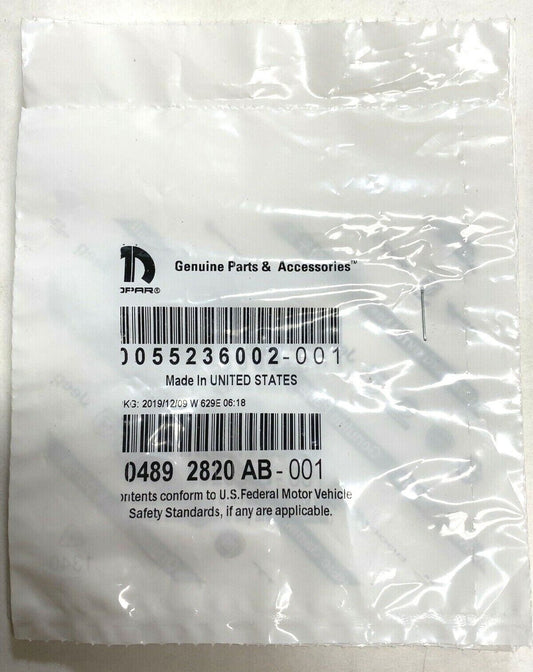 OPAR®
Genuine Parts & Accessories™
0055236002-001
Made In UNITED STATES
KG: 2019/12/09 W 629E 06:18
0489 2820 AB-001
ontents conform to U.S.Federal Motor Vehicle
Safety Standards, if any are applicable.